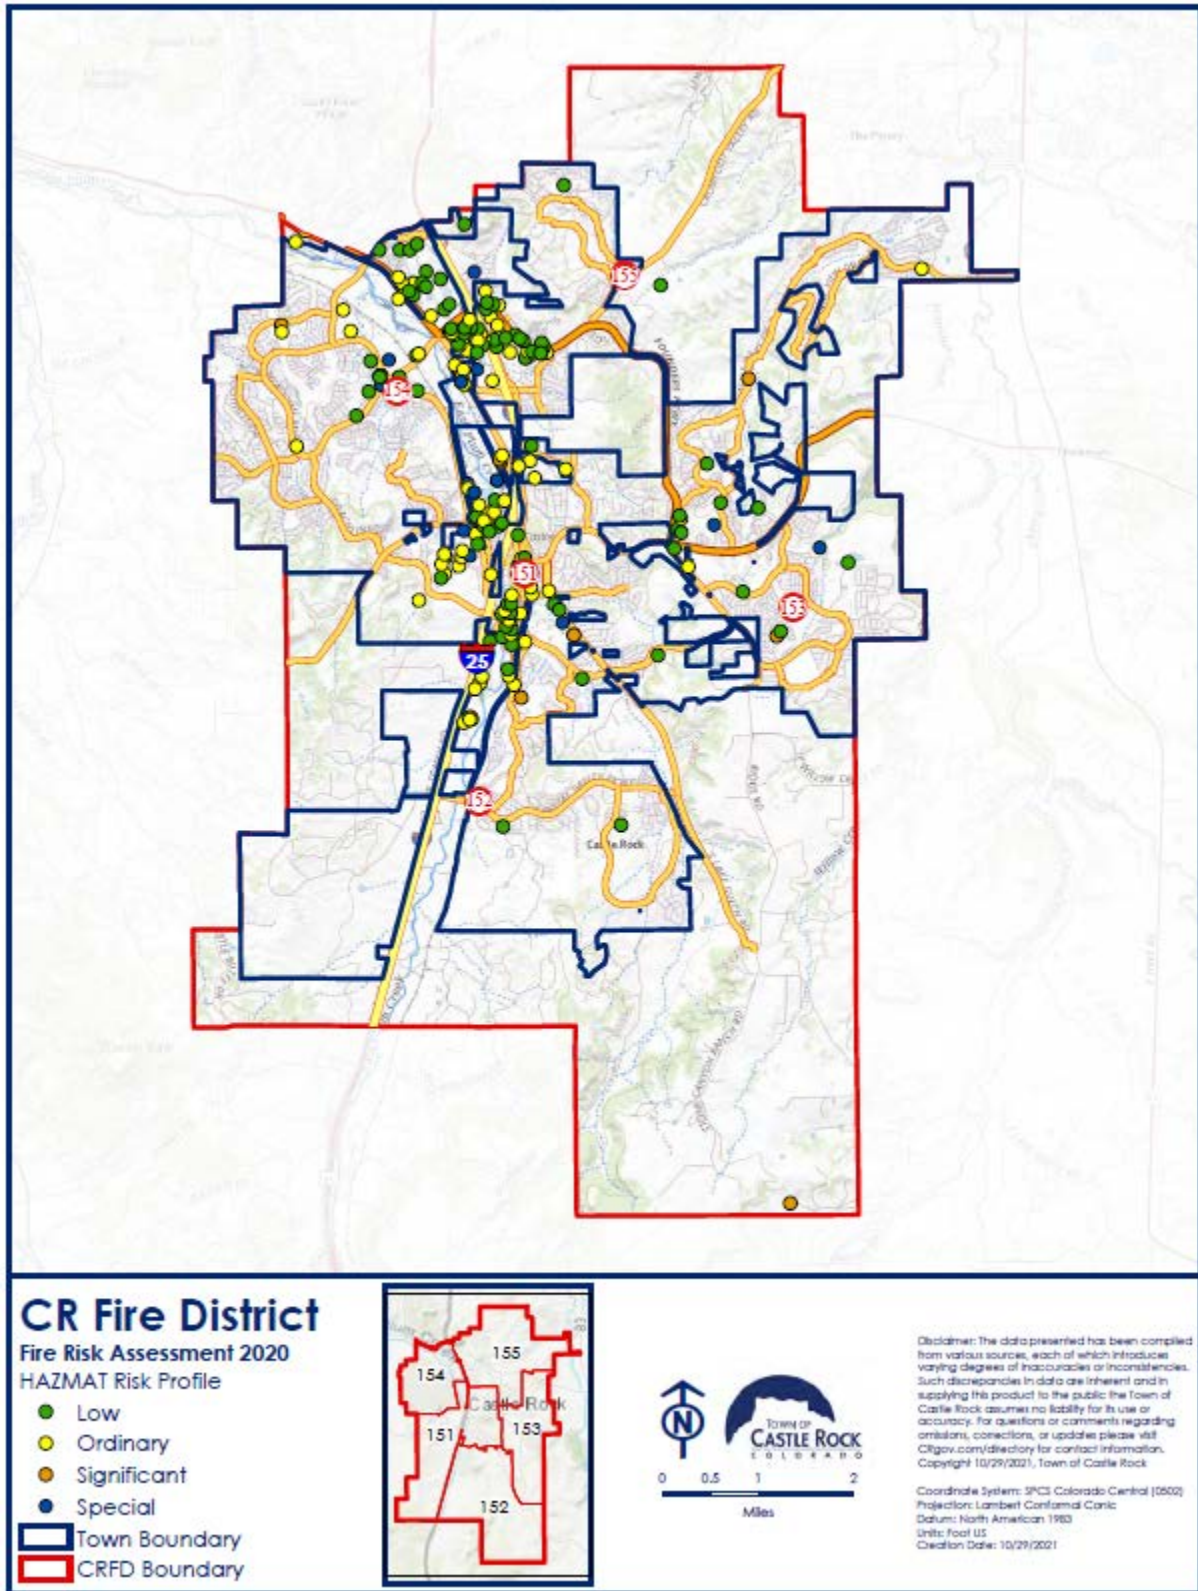 155
154
151
153
25
152
Castle Rock
CR Fire District
Fire Risk Assessment 2020
HAZMAT Risk Profile
Low
Ordinary
Significant
Special
Town Boundary
CRFD Boundary
155
154
Castle Rock
151
153
152
83
N
TOWN OF
CASTLE ROCK
COLORADO
0 0.5 1 2
Miles
Disclaimer: The data presented has been compiled
from various sources, each of which introduces
varying degrees of inaccuracies or inconsistencies.
Such discrepancies in data are inherent and in
supplying this product to the public the Town of
Castle Rock assumes no liability for its use or
accuracy. For questions or comments regarding
omissions, corrections, or updates please visit
CRgov.com/directory for contact information.
Copyright 10/29/2021, Town of Castle Rock
Coordinate System: SPCS Colorado Central (0502)
Projection: Lambert Conformal Conic
Datum: North American 1983
Units: Foot US
Creation Date: 10/29/2021